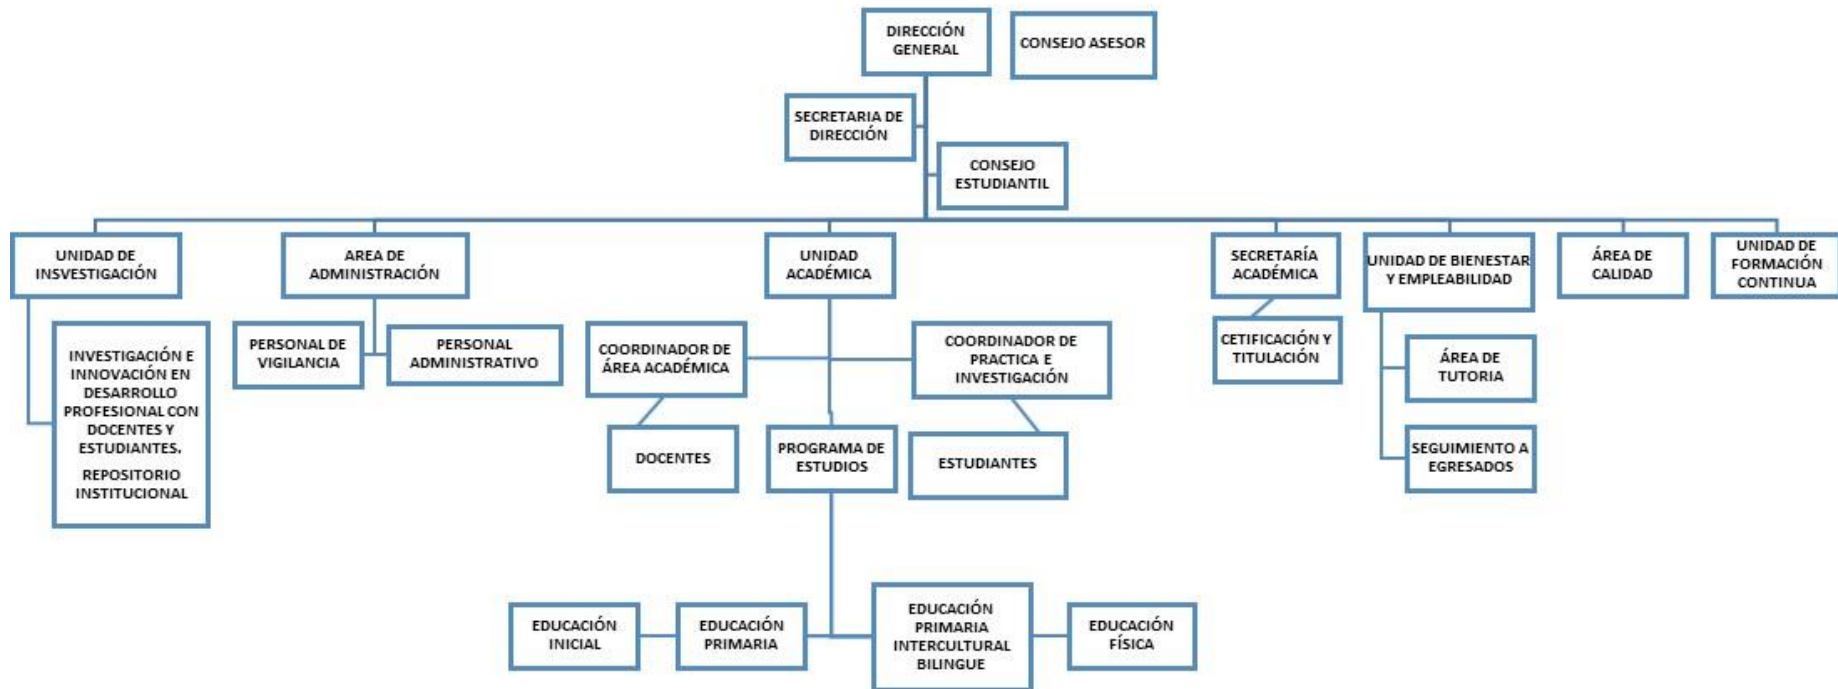 DIRECCIÓN
GENERAL
CONSEJO ASESOR
SECRETARIA DE
DIRECCIÓN
CONSEJO
ESTUDIANTIL
UNIDAD DE
INSVESTIGACIÓN
AREA DE
ADMINISTRACIÓN
UNIDAD
ACADÉMICA
SECRETARÍA
ACADÉMICA
UNIDAD DE BIENESTAR
Y EMPLEABILIDAD
ÁREA DE
CALIDAD
UNIDAD DE
FORMACIÓN
CONTINUA
INVESTIGACIÓN E
INNOVACIÓN EN
DESARROLLO
PROFESIONAL CON
DOCENTES Y
ESTUDIANTES.
REPOSITORIO
INSTITUCIONAL
PERSONAL DE
VIGILANCIA
PERSONAL
ADMINISTRATIVO
COORDINADOR DE
ÁREA ACADÉMICA
COORDINADOR DE
PRACTICA E
INVESTIGACIÓN
CETIFICACIÓN Y
TITULACIÓN
ÁREA DE
TUTORIA
DOCENTES
PROGRAMA DE
ESTUDIOS
ESTUDIANTES
SEGUIMIENTO A
EGRESADOS
EDUCACIÓN
INICIAL
EDUCACIÓN
PRIMARIA
EDUCACIÓN
PRIMARIA
INTERCULTURAL
BILINGUE
EDUCACIÓN
FÍSICA